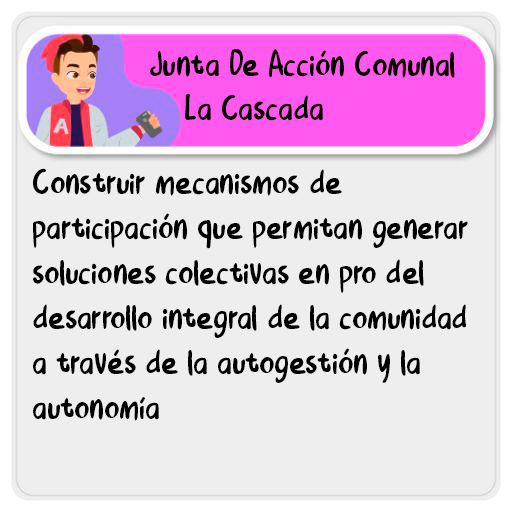 Junta De Acción Comunal
La Cascada
A
Construir mecanismos de
participación que permitan generar
soluciones colectivas en pro del
desarrollo integral de la comunidad
a través de la autogestión y la
autonomía